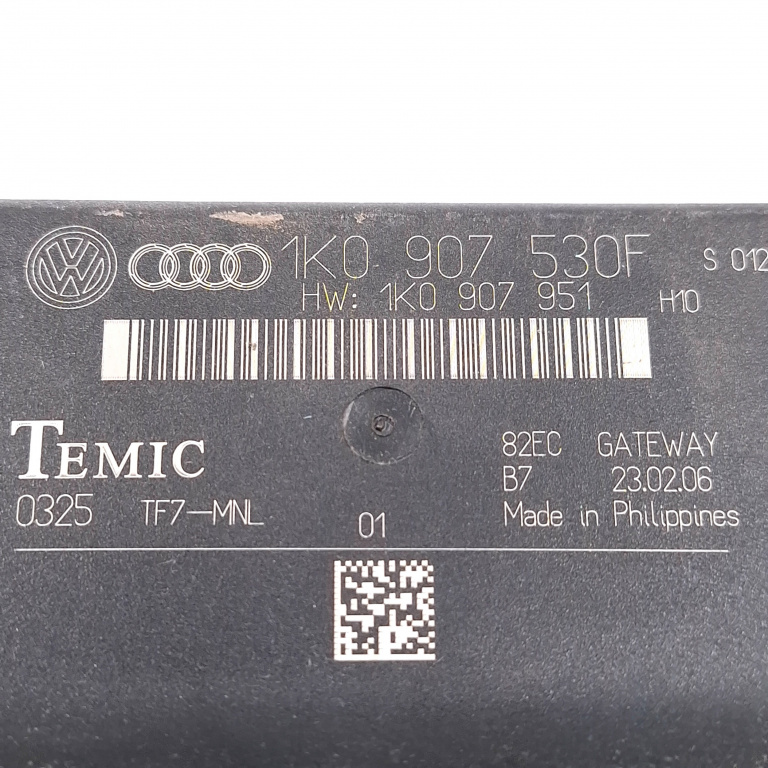 1K0 907 530F S 012
HW: 1K0 907 951 H10
TEMIC
0325 TF7-MNL
01
82EC GATEWAY
B7 23.02.06
Made in Philippines